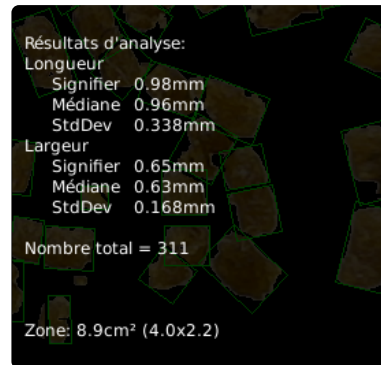 Résultats d'analyse:
Longueur
Signifier 0.98mm
Médiane 0.96mm
StdDev 0.338mm
Largeur
Signifier 0.65mm
Médiane 0.63mm
StdDev 0.168mm
Nombre total = 311
Zone: 8.9cm² (4.0x2.2)